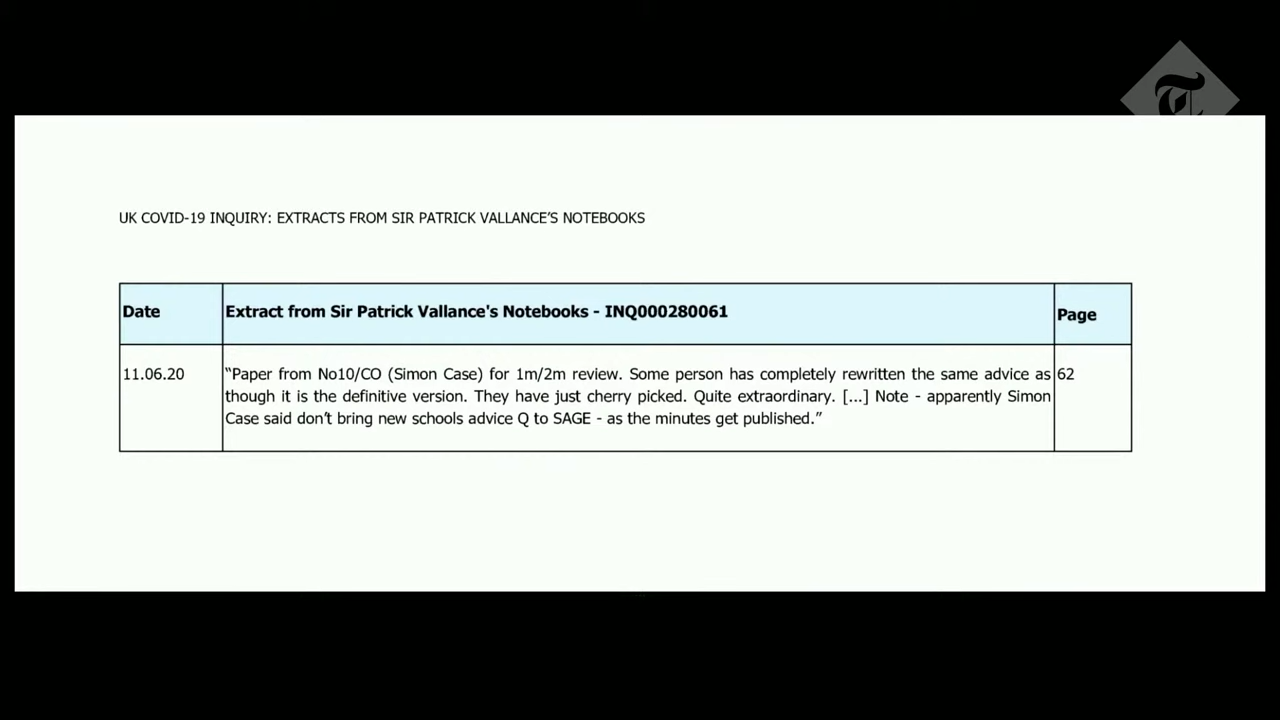 UK COVID-19 INQUIRY: EXTRACTS FROM SIR PATRICK VALLANCE'S NOTEBOOKS
Date Extract from Sir Patrick Vallance's Notebooks - INQ000280061 Page
11.06.20 “Paper from No10/CO (Simon Case) for 1m/2m review. Some person has completely rewritten the same advice as 62
though it is the definitive version. They have just cherry picked. Quite extraordinary. [...] Note - apparently Simon
Case said don’t bring new schools advice Q to SAGE - as the minutes get published.”